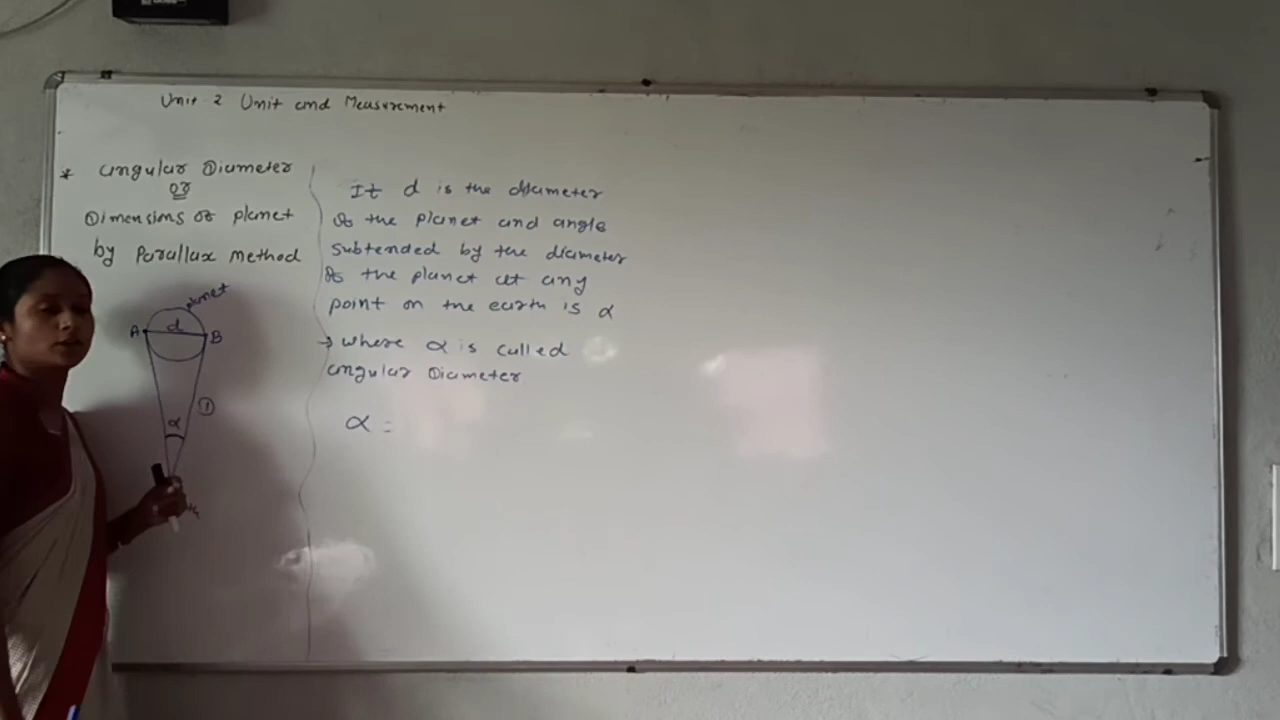 Unit 2 Unit and Measurement
* angular Diameter
or
Dimensions of planet
by Parallax method
planet
A d B
①
α
If d is the diameter
of the planet and angle
subtended by the diameter
of the planet at any
point on the earth is α
→ where α is called
angular Diameter
α =